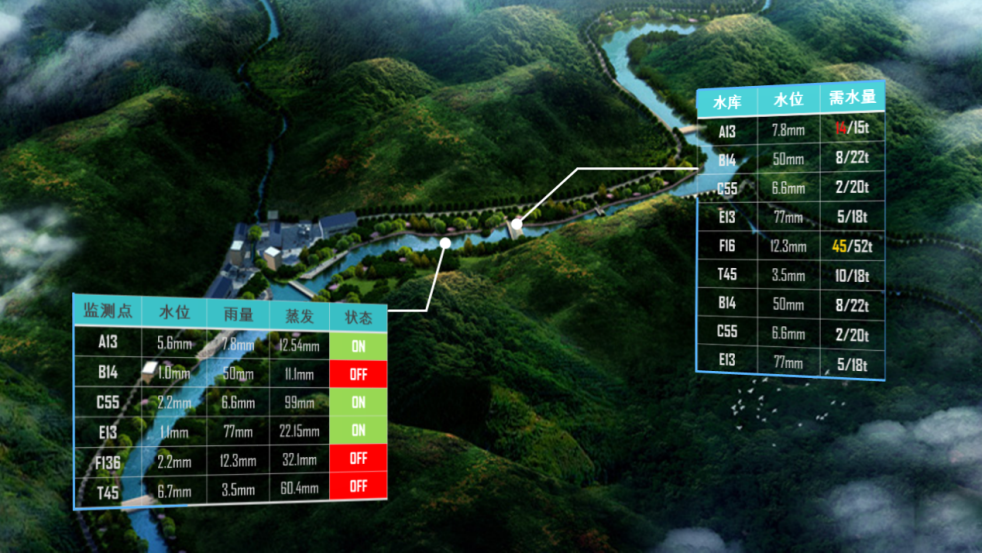 水库 水位 需水量
A13 7.8mm 14/15t
B14 50mm 8/22t
C55 6.6mm 2/20t
E13 77mm 5/18t
F16 12.3mm 45/52t
T45 3.5mm 10/18t
B14 50mm 8/22t
C55 6.6mm 2/20t
E13 77mm 5/18t
监测点 水位 雨量 蒸发 状态
A13 5.6mm 7.8mm 12.54mm ON
B14 1.0mm 50mm 11.1mm OFF
C55 2.2mm 6.6mm 99mm ON
E13 1.1mm 77mm 22.15mm ON
F136 2.2mm 12.3mm 32.1mm OFF
T45 6.7mm 3.5mm 60.4mm OFF